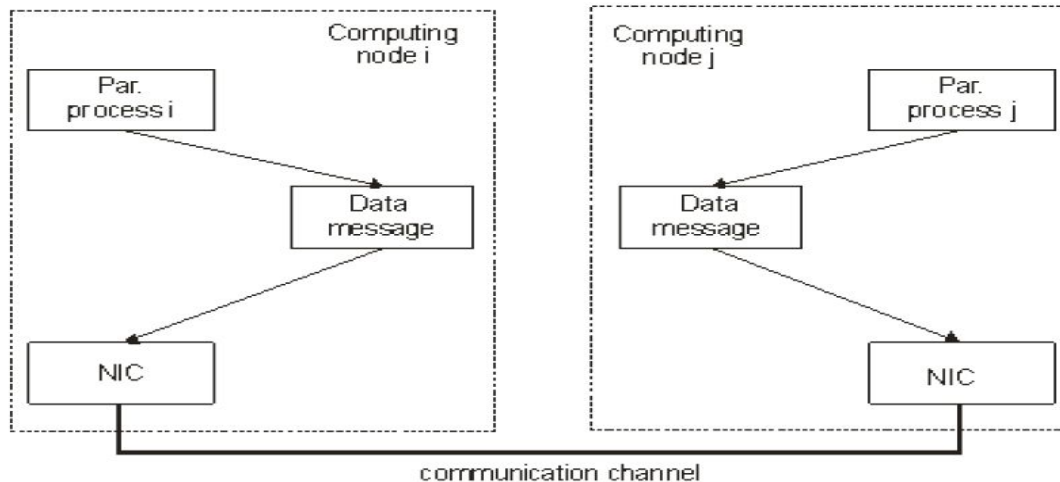 Computing
node i
Par.
process i
Data
message
NIC
Computing
node j
Par.
process j
Data
message
NIC
communication channel